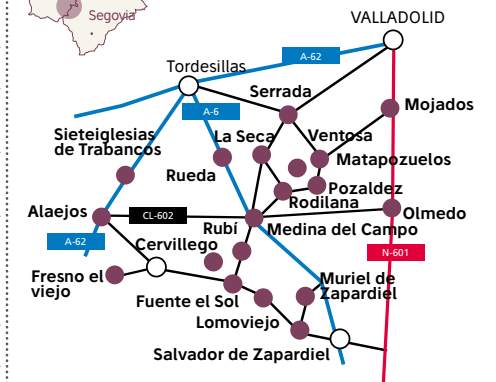 Segovia
VALLADOLID
A-62
Tordesillas
Serrada
Mojados
A-6
Sieteiglesias
de Trabancos
La Seca
Ventosa
Matapozuelos
Rueda
Pozaldez
Rodilana
Alaejos
CL-602
Olmedo
Rubí
Medina del Campo
A-62
Cervillego
N-601
Fresno el
viejo
Muriel de
Zapardiel
Fuente el Sol
Lomoviejo
Salvador de Zapardiel